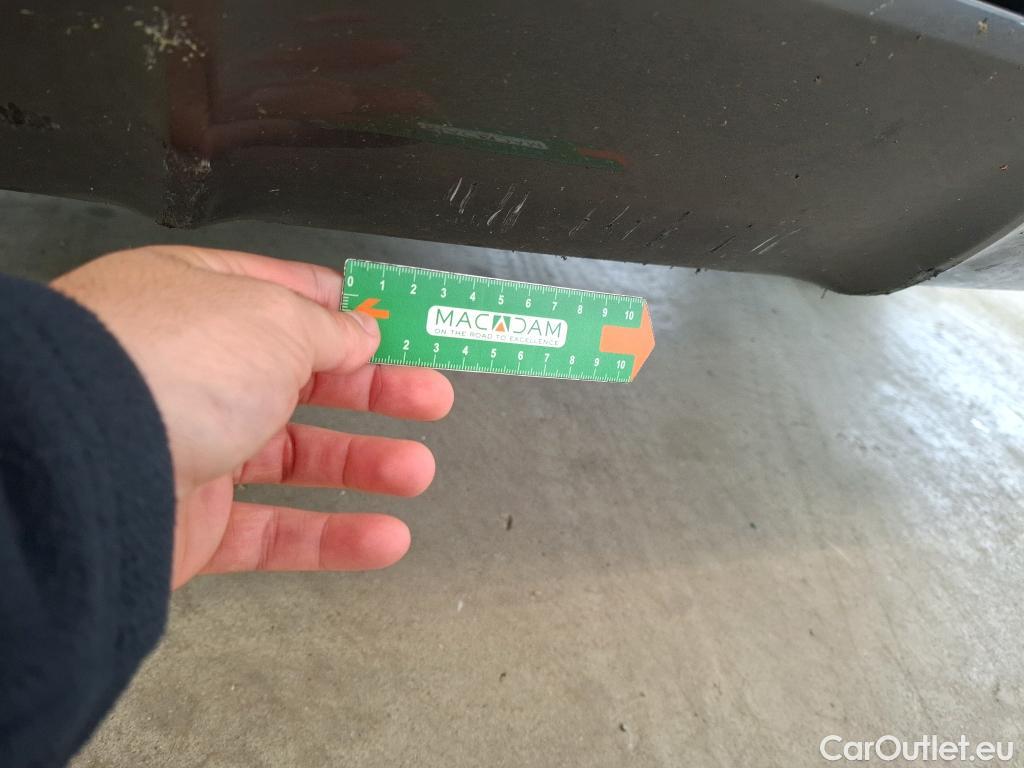 0 1 2 3 4 5 6 7 8 9 10
MACADAM
ON THE ROAD TO EXCELLENCE
2 3 4 5 6 7 8 9 10
CarOutlet.eu